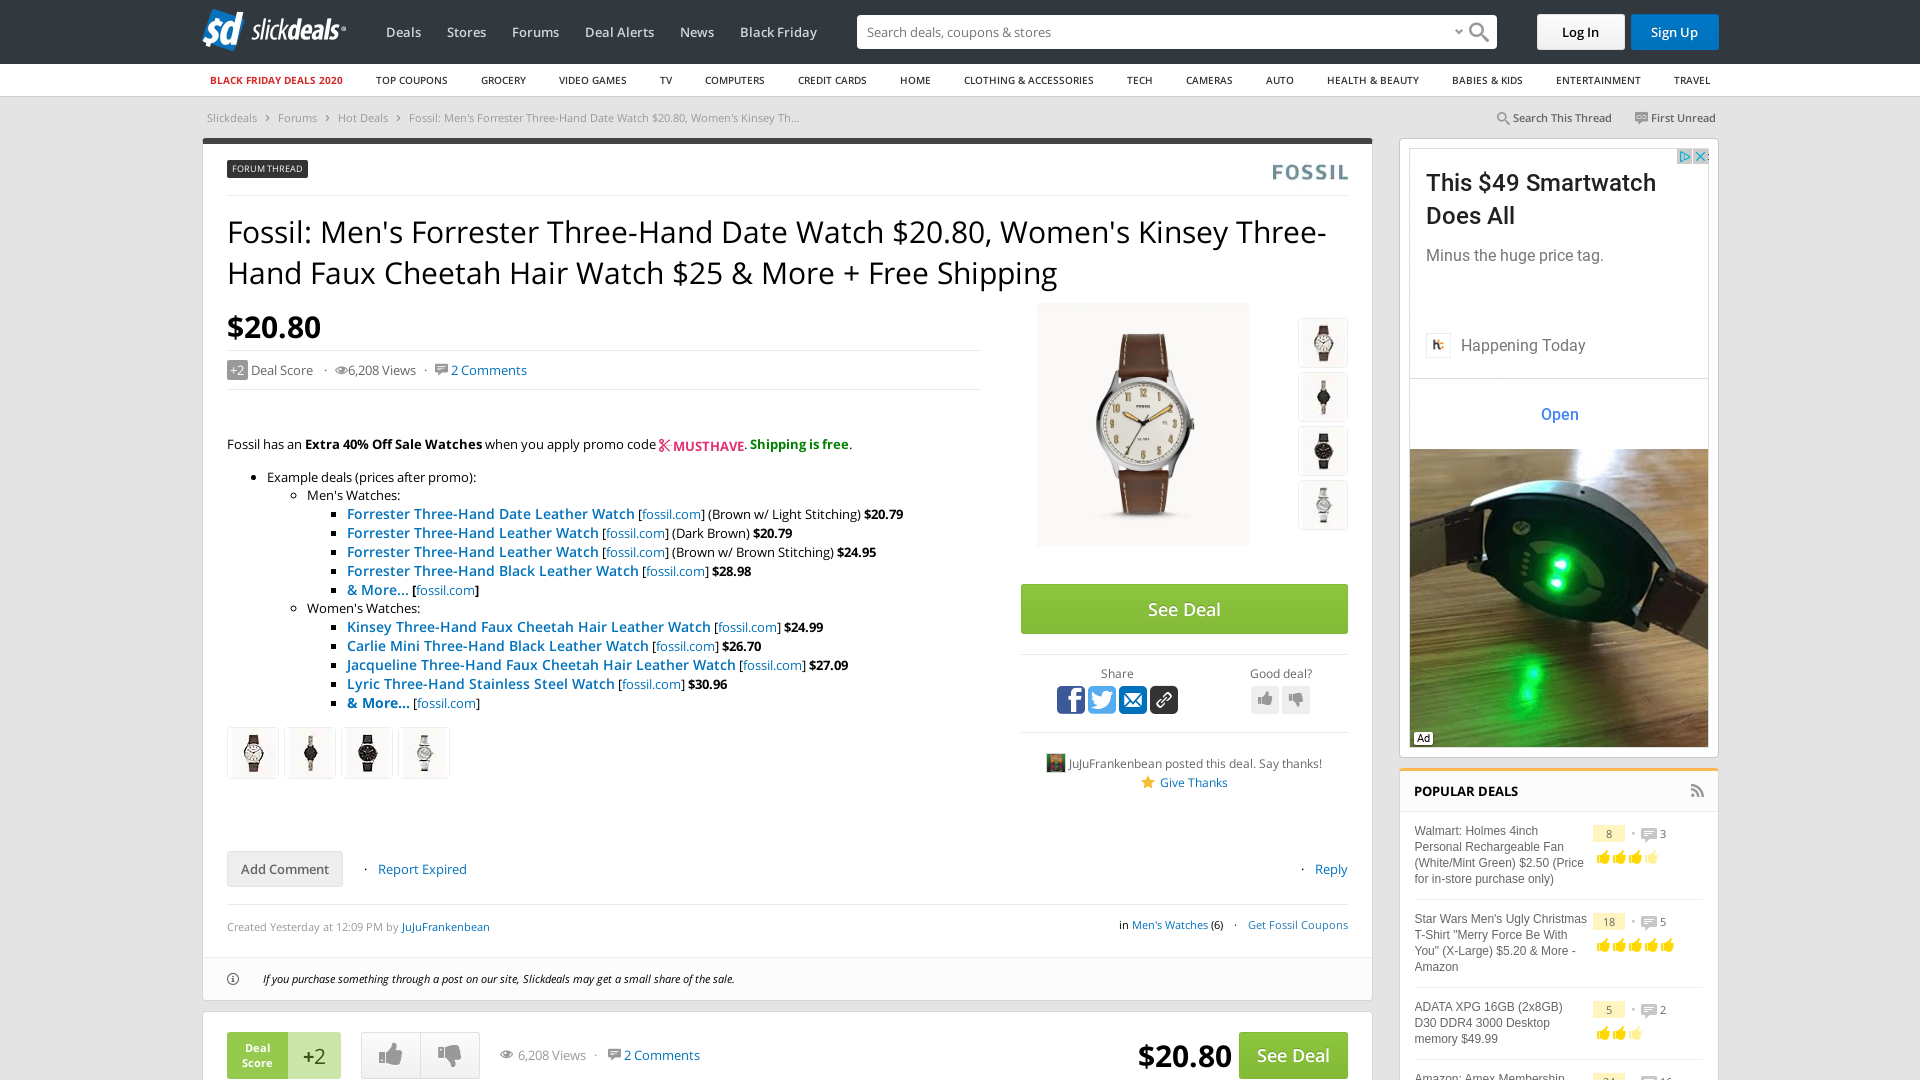 sd slickdeals
Deals Stores Forums Deal Alerts News Black Friday
Search deals, coupons & stores
Log In Sign Up
BLACK FRIDAY DEALS 2020 TOP COUPONS GROCERY VIDEO GAMES TV COMPUTERS CREDIT CARDS HOME CLOTHING & ACCESSORIES TECH CAMERAS AUTO HEALTH & BEAUTY BABIES & KIDS ENTERTAINMENT TRAVEL
Slickdeals › Forums › Hot Deals › Fossil: Men's Forrester Three-Hand Date Watch $20.80, Women's Kinsey Th...
Search This Thread First Unread
FORUM THREAD
FOSSIL
Fossil: Men's Forrester Three-Hand Date Watch $20.80, Women's Kinsey Three-
Hand Faux Cheetah Hair Watch $25 & More + Free Shipping
$20.80
+2 Deal Score · 6,208 Views · 2 Comments
Fossil has an Extra 40% Off Sale Watches when you apply promo code MUSTHAVE. Shipping is free.
Example deals (prices after promo):
Men's Watches:
Forrester Three-Hand Date Leather Watch [fossil.com] (Brown w/ Light Stitching) $20.79
Forrester Three-Hand Leather Watch [fossil.com] (Dark Brown) $20.79
Forrester Three-Hand Leather Watch [fossil.com] (Brown w/ Brown Stitching) $24.95
Forrester Three-Hand Black Leather Watch [fossil.com] $28.98
& More... [fossil.com]
Women's Watches:
Kinsey Three-Hand Faux Cheetah Hair Leather Watch [fossil.com] $24.99
Carlie Mini Three-Hand Black Leather Watch [fossil.com] $26.70
Jacqueline Three-Hand Faux Cheetah Hair Leather Watch [fossil.com] $27.09
Lyric Three-Hand Stainless Steel Watch [fossil.com] $30.96
& More... [fossil.com]
See Deal
Share
Good deal?
JuJuFrankenbean posted this deal. Say thanks!
Give Thanks
Add Comment · Report Expired
· Reply
Created Yesterday at 12:09 PM by JuJuFrankenbean
in Men's Watches (6) · Get Fossil Coupons
If you purchase something through a post on our site, Slickdeals may get a small share of the sale.
Deal
Score
+2
6,208 Views · 2 Comments
$20.80 See Deal
This $49 Smartwatch
Does All
Minus the huge price tag.
Happening Today
Open
Ad
POPULAR DEALS
Walmart: Holmes 4inch
Personal Rechargeable Fan
(White/Mint Green) $2.50 (Price
for in-store purchase only)
8 • 3
Star Wars Men's Ugly Christmas
T-Shirt "Merry Force Be With
You" (X-Large) $5.20 & More -
Amazon
18 • 5
ADATA XPG 16GB (2x8GB)
D30 DDR4 3000 Desktop
memory $49.99
5 • 2
Amazon: Amex Membership